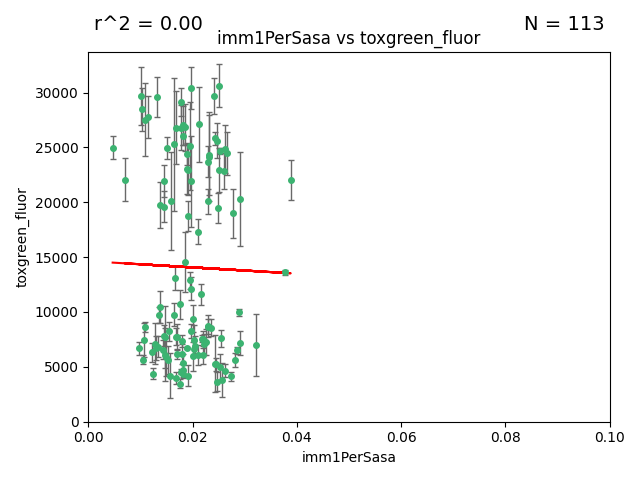 r^2 = 0.00
N = 113
imm1PerSasa vs toxgreen_fluor
30000
25000
20000
15000
10000
5000
0
toxgreen_fluor
0.00
0.02
0.04
0.06
0.08
0.10
imm1PerSasa